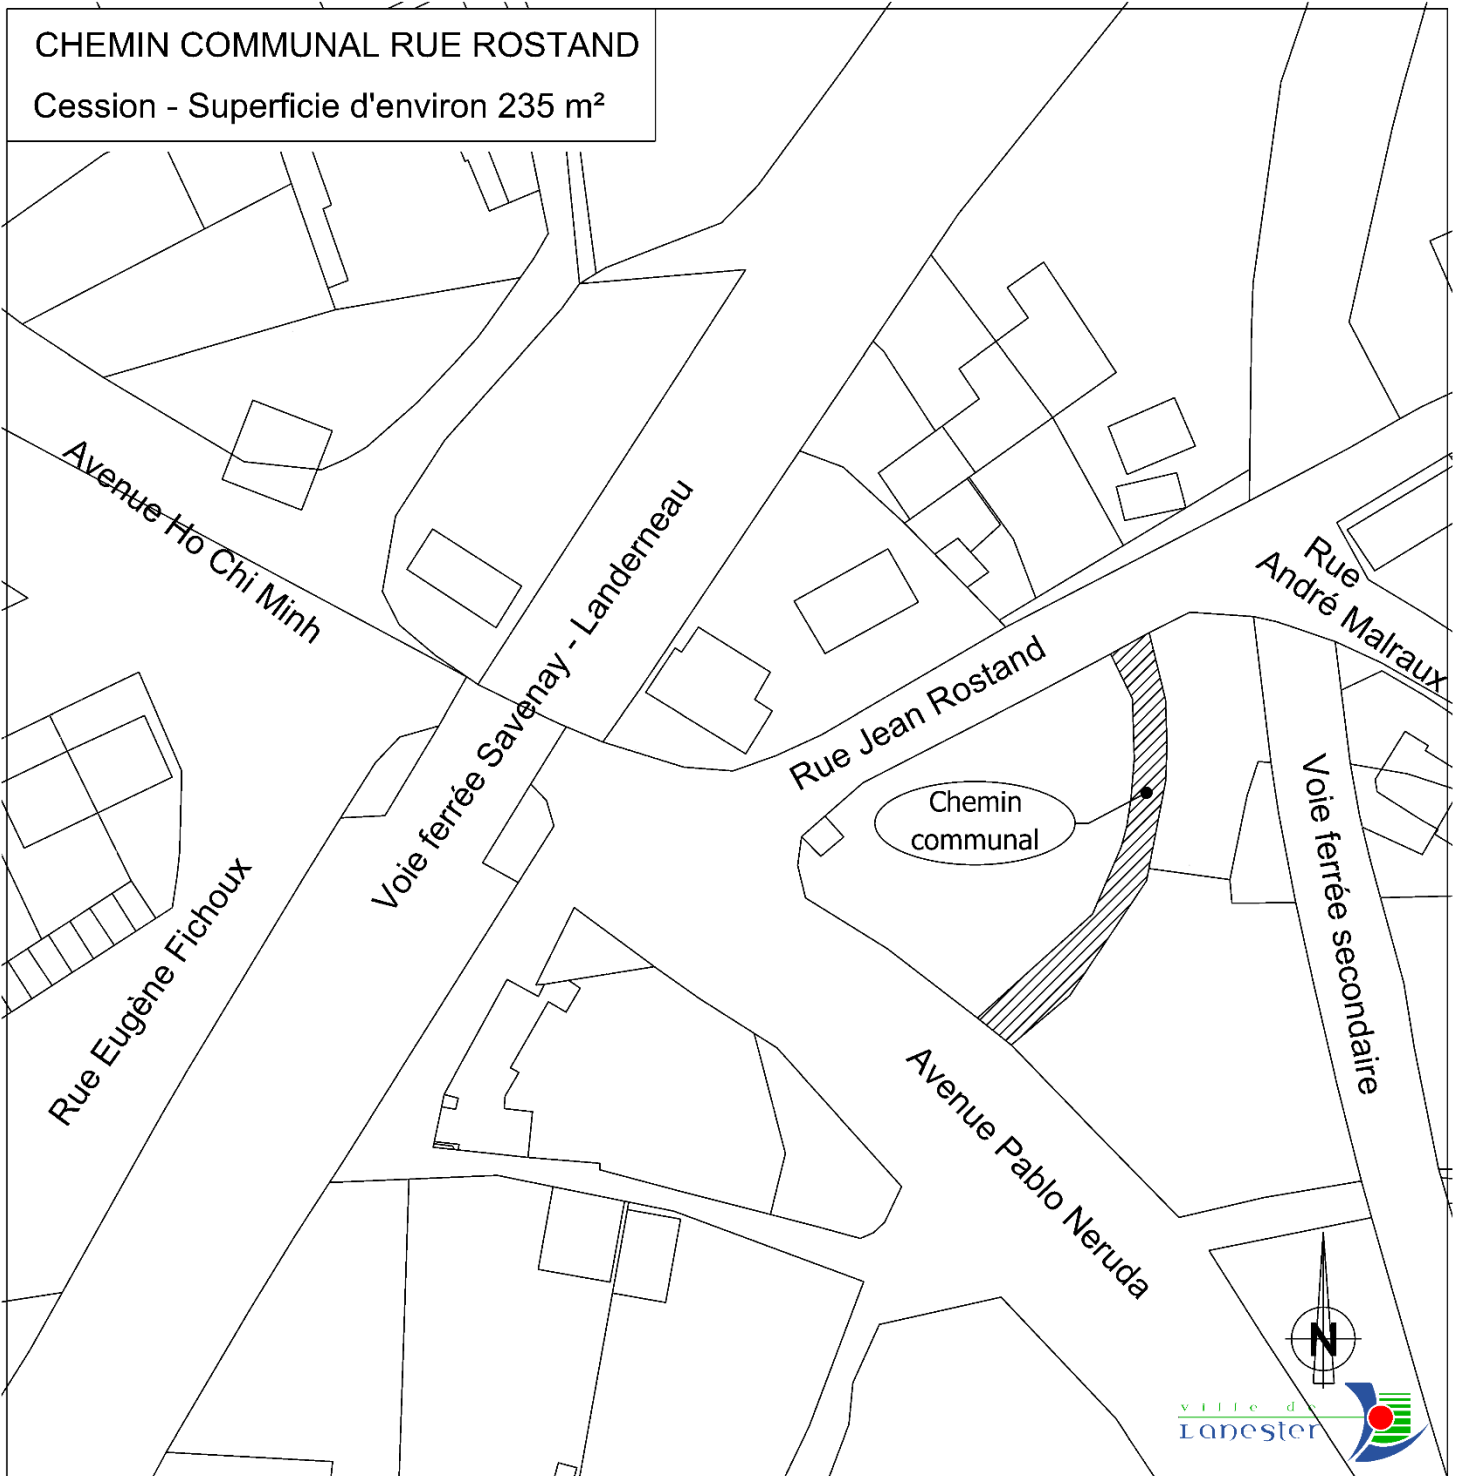 CHEMIN COMMUNAL RUE ROSTAND
Cession - Superficie d'environ 235 m²
Avenue Ho Chi Minh
Voie ferrée Savenay - Landerneau
Rue
André Malraux
Rue Jean Rostand
Chemin
communal
Voie ferrée secondaire
Rue Eugène Fichoux
Avenue Pablo Neruda
N
ville de
Lanester